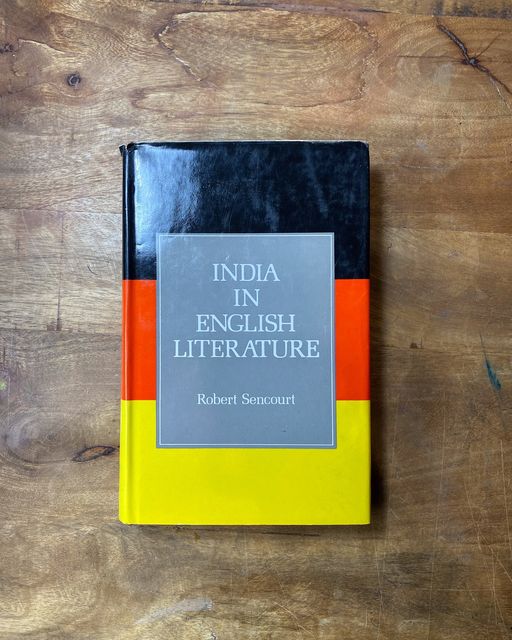 INDIA
IN
ENGLISH
LITERATURE
Robert Sencourt